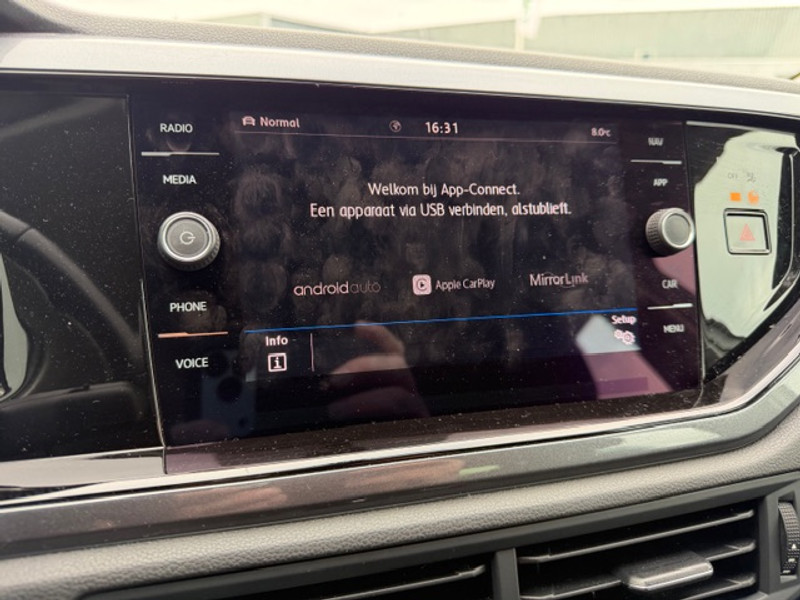 RADIO
MEDIA
PHONE
VOICE
Normal
16:31
8.0°C
Welkom bij App-Connect.
Een apparaat via USB verbinden, alstublieft.
androidauto
Apple CarPlay
MirrorLink
Info
i
Setup
NAV
APP
CAR
MENU
OFF